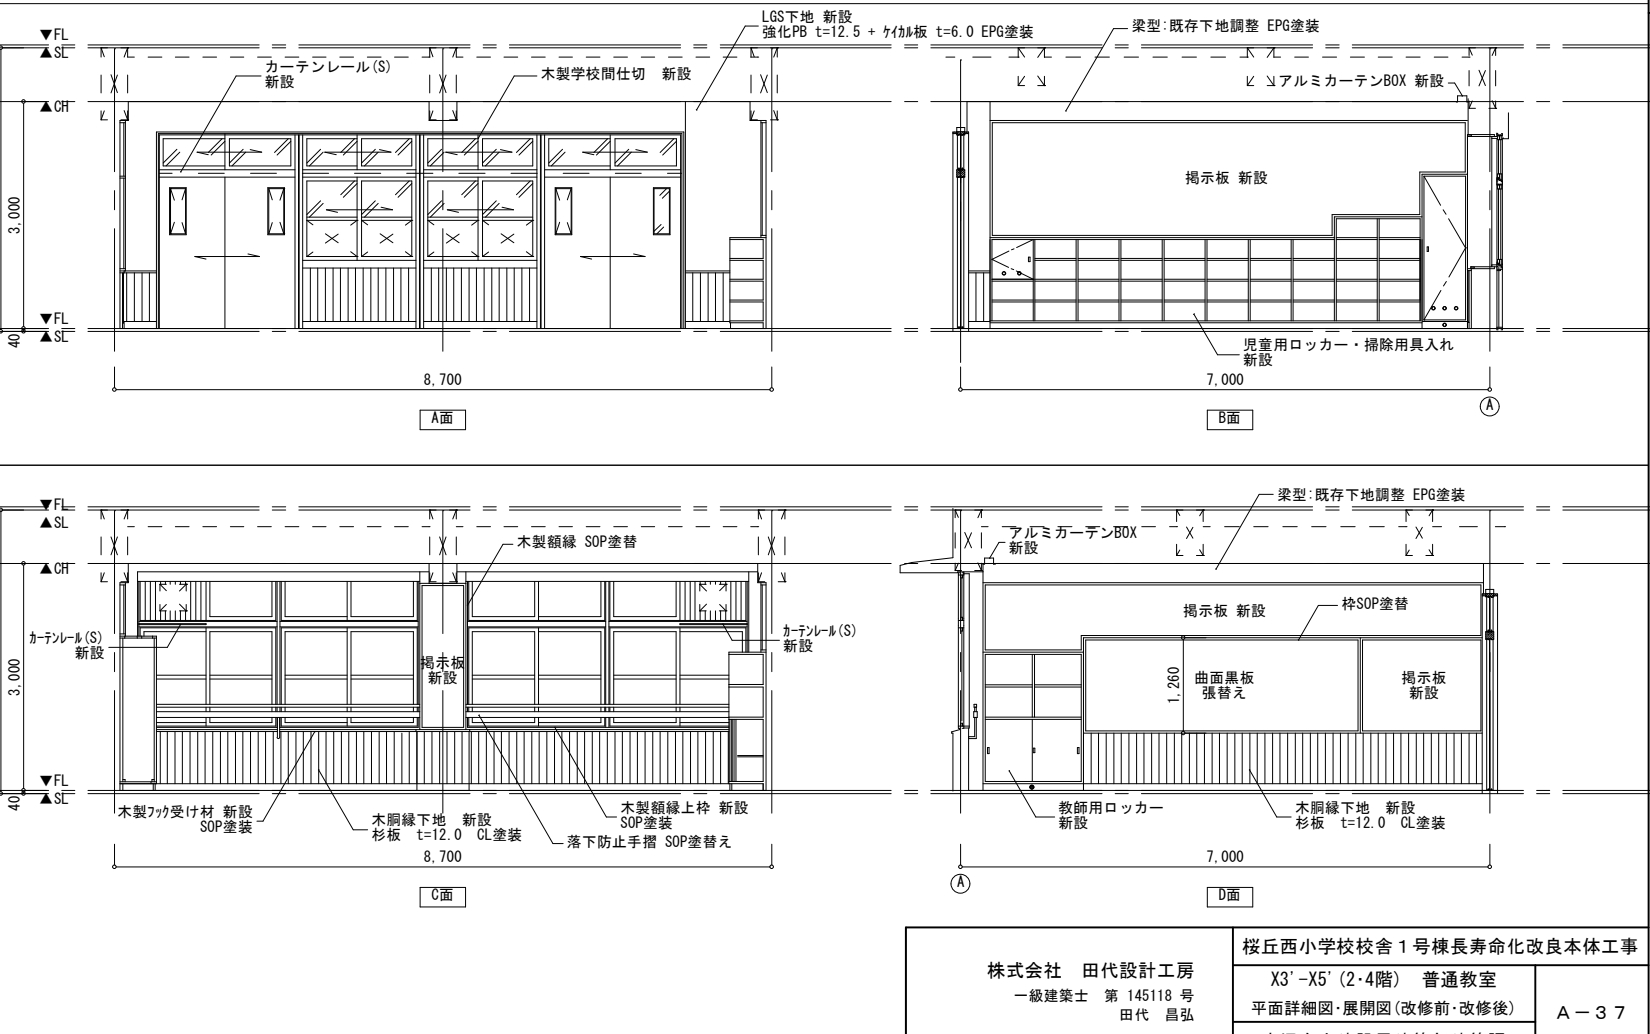 ▼FL
▲SL
カーテンレール(S)
新設
木製学校間仕切 新設
LGS下地 新設
強化PB t=12.5 + ケイカル板 t=6.0 EPG塗装
梁型:既存下地調整 EPG塗装
アルミカーテンBOX 新設
▲CH
3,000
掲示板 新設
▼FL
▲SL
40
児童用ロッカー・掃除用具入れ
新設
8,700
7,000
A面
B面
A
▼FL
▲SL
木製額縁 SOP塗替
アルミカーテンBOX
新設
梁型:既存下地調整 EPG塗装
▲CH
掲示板 新設
枠SOP塗替
カーテンレール(S)
新設
カーテンレール(S)
新設
3,000
掲示板
新設
1,260
曲面黒板
張替え
掲示板
新設
▼FL
▲SL
40
木製フック受け材 新設
SOP塗装
木胴縁下地 新設
杉板 t=12.0 CL塗装
木製額縁上枠 新設
SOP塗装
落下防止手摺 SOP塗替え
教師用ロッカー
新設
木胴縁下地 新設
杉板 t=12.0 CL塗装
8,700
7,000
C面
A
D面
株式会社 田代設計工房
一級建築士 第 145118 号
田代 昌弘
桜丘西小学校校舎1号棟長寿命化改良本体工事
X3'-X5'(2・4階) 普通教室
平面詳細図・展開図(改修前・改修後)
A-37